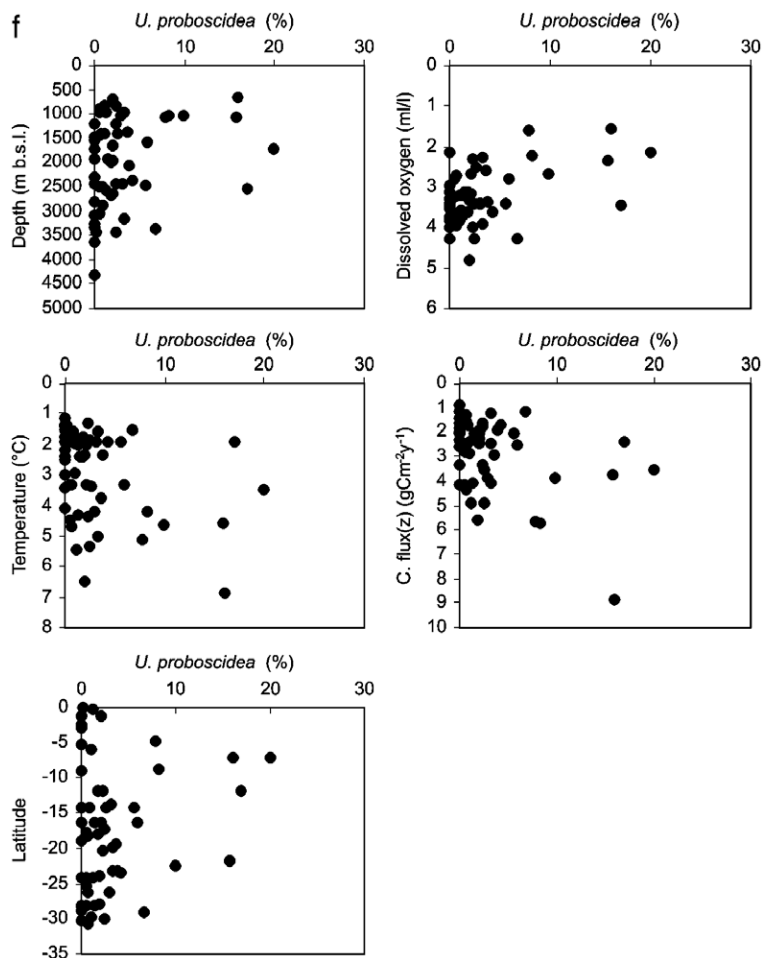 f
U. proboscidea (%)
0 10 20 30
0
500
1000
1500
2000
2500
3000
3500
4000
4500
5000
Depth (m b.s.l.)
U. proboscidea (%)
0 10 20 30
0
1
2
3
4
5
6
Dissolved oxygen (ml/l)
U. proboscidea (%)
0 10 20 30
0
1
2
3
4
5
6
7
8
Temperature (°C)
U. proboscidea (%)
0 10 20 30
0
1
2
3
4
5
6
7
8
9
10
C. flux(z) (gCm⁻²y⁻¹)
U. proboscidea (%)
0 10 20 30
0
-5
-10
-15
-20
-25
-30
-35
Latitude